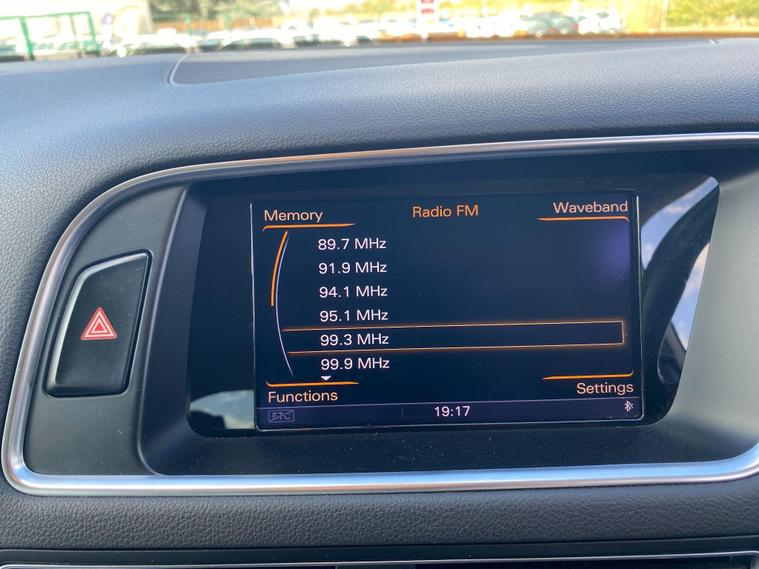 Memory
Radio FM
Waveband
89.7 MHz
91.9 MHz
94.1 MHz
95.1 MHz
99.3 MHz
99.9 MHz
Functions
Settings
ETC
19:17